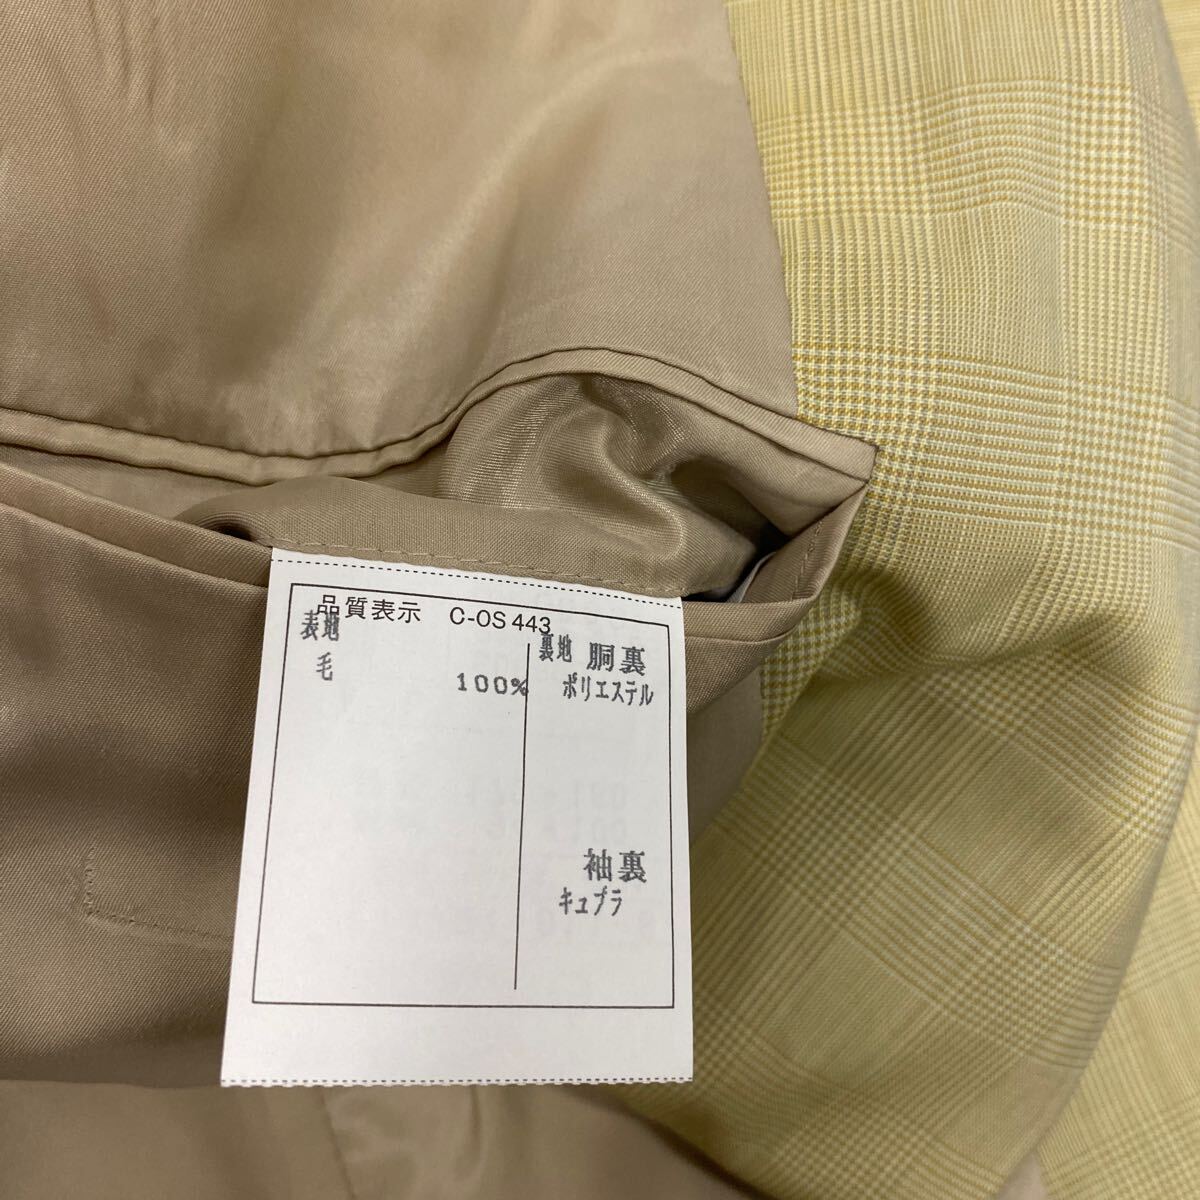 品質表示 C-OS 443
表地
毛 100%
裏地 胴裏
ポリエステル
袖裏
キュプラ